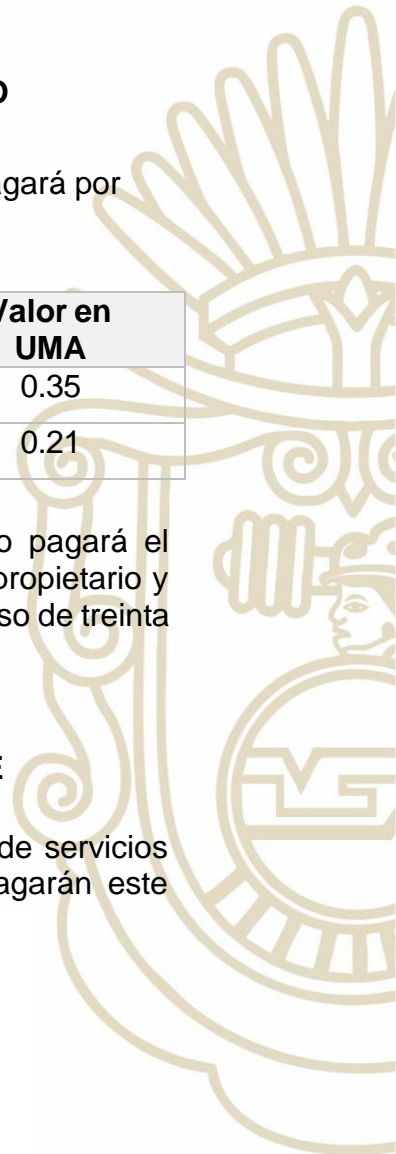 O
agará por
Valor en
UMA
0.35
0.21
o pagará el
propietario y
so de treinta
E
de servicios
agarán este